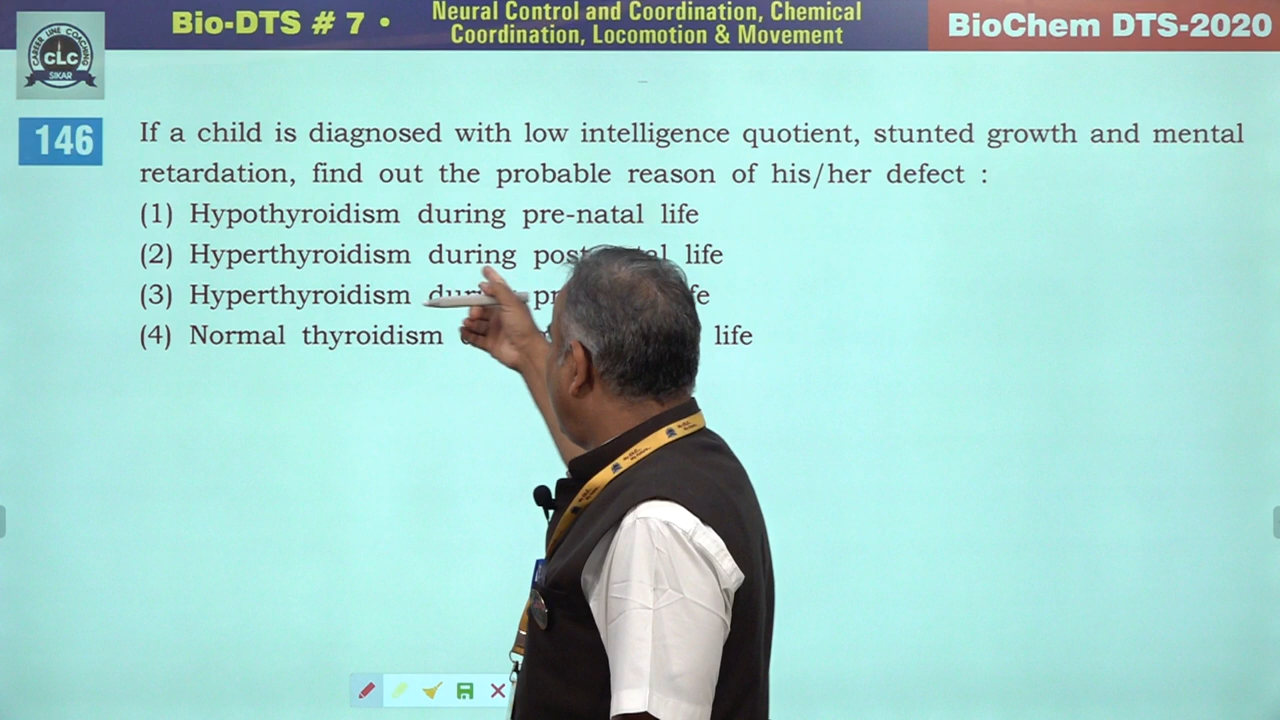 Bio-DTS # 7 •
Neural Control and Coordination, Chemical
Coordination, Locomotion & Movement
BioChem DTS-2020
CAREER LINE COACHING
CLC
SIKAR
146
If a child is diagnosed with low intelligence quotient, stunted growth and mental
retardation, find out the probable reason of his/her defect :
(1) Hypothyroidism during pre-natal life
(2) Hyperthyroidism during life
(3) Hyperthyroidism
(4) Normal thyroidism life